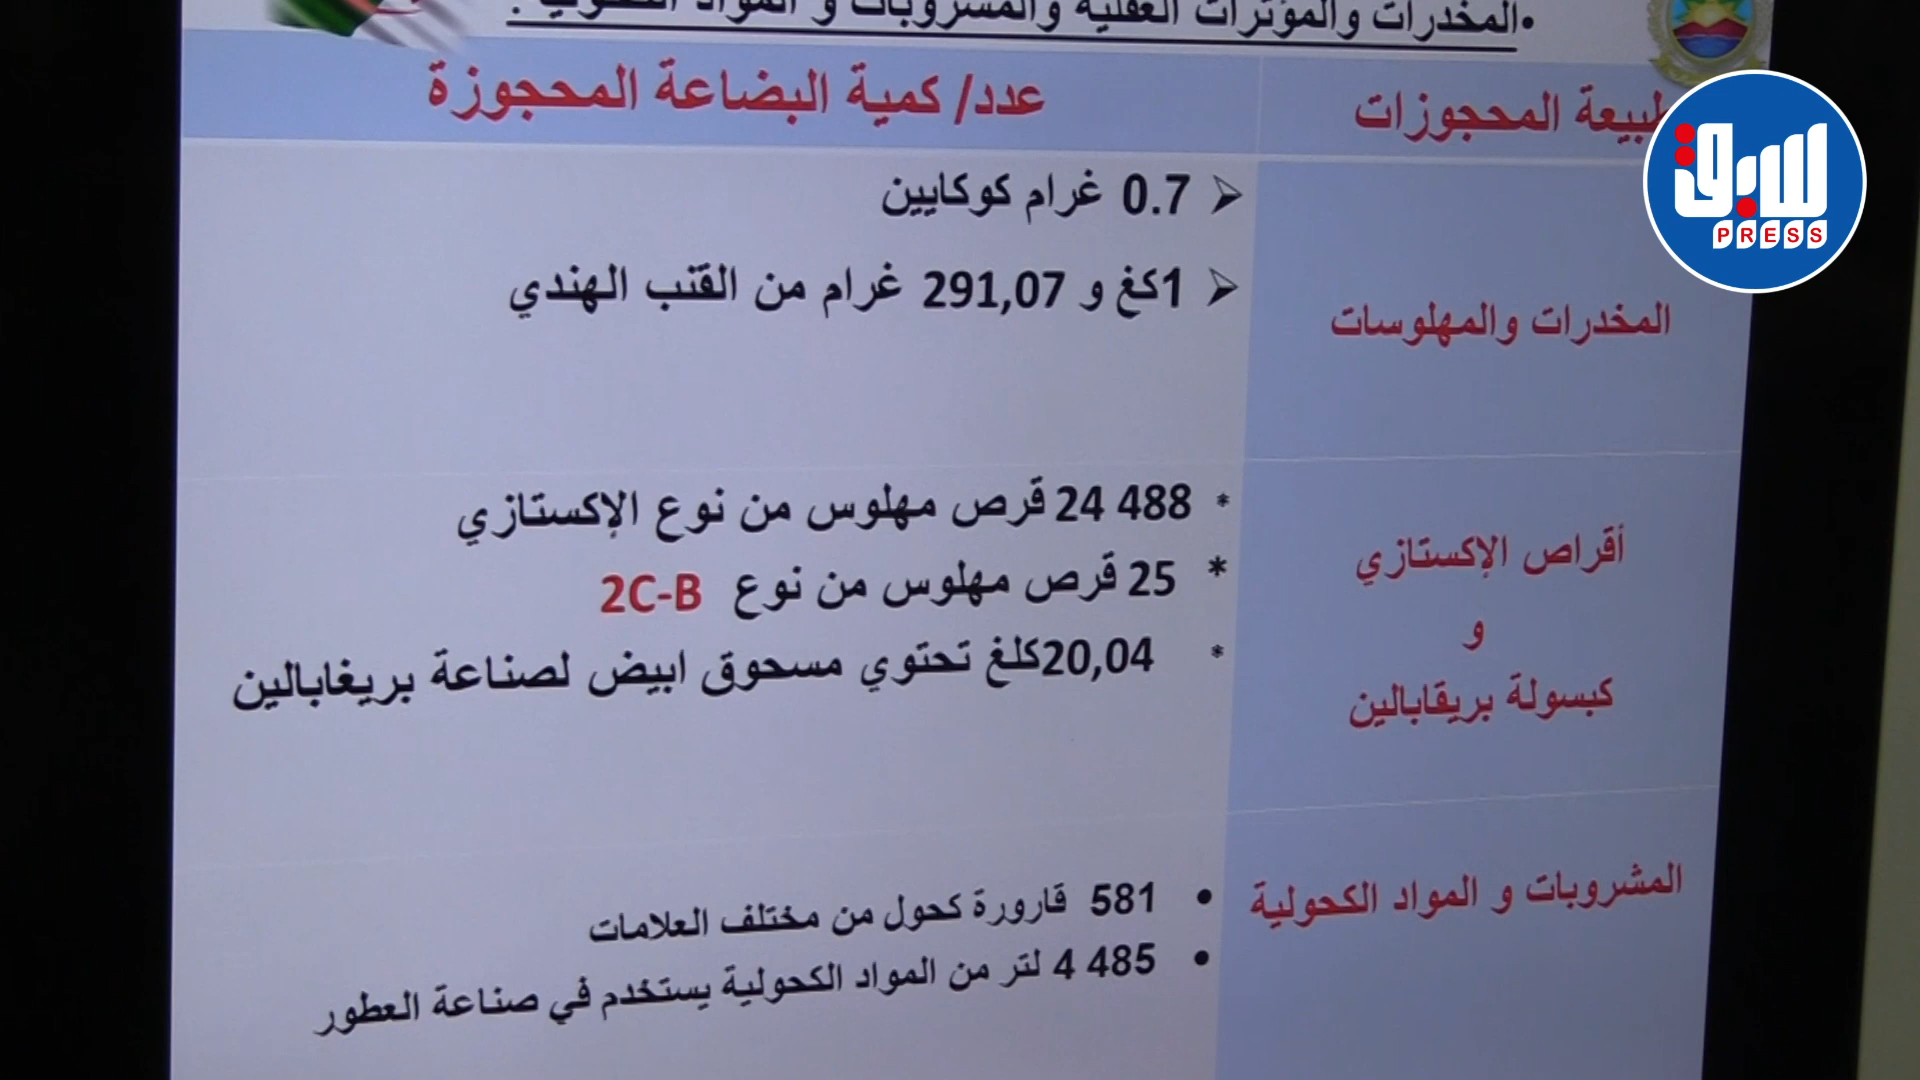 •المخدرات والمؤثرات العقلية والمشروبات و المواد الكحولية :
طبيعة المحجوزات
عدد/ كمية البضاعة المحجوزة
المخدرات والمهلوسات
➢ 0.7 غرام كوكايين
➢ 1كغ و 291,07 غرام من القنب الهندي
أقراص الإكستازي
و
كبسولة بريقابالين
* 24 488 قرص مهلوس من نوع الإكستازي
* 25 قرص مهلوس من نوع 2C-B
* 20,04كلغ تحتوي مسحوق ابيض لصناعة بريغابالين
المشروبات و المواد الكحولية
• 581 قارورة كحول من مختلف العلامات
• 4 485 لتر من المواد الكحولية يستخدم في صناعة العطور
سبق
PRESS